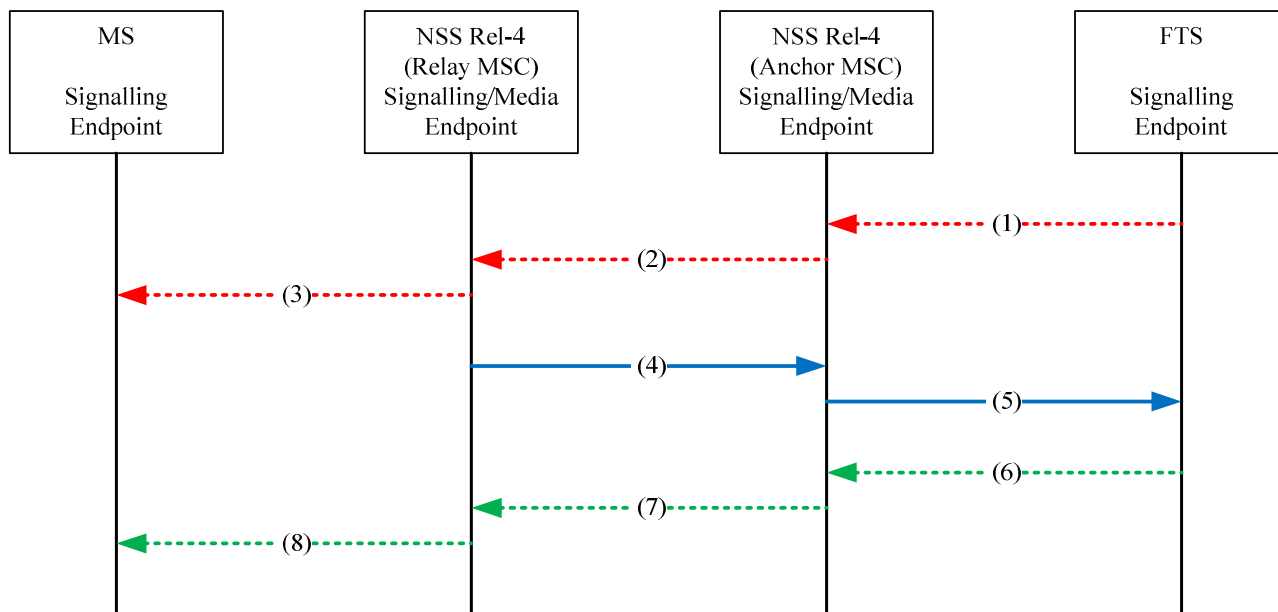 MS
Signalling
Endpoint
NSS Rel-4
(Relay MSC)
Signalling/Media
Endpoint
NSS Rel-4
(Anchor MSC)
Signalling/Media
Endpoint
FTS
Signalling
Endpoint
(1)
(2)
(3)
(4)
(5)
(6)
(7)
(8)